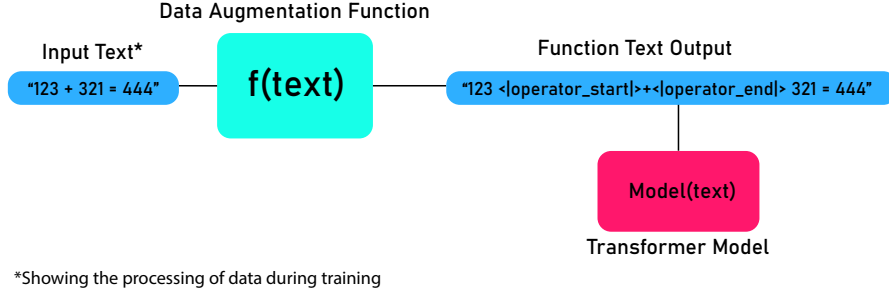 Data Augmentation Function
Input Text*
Function Text Output
"123 + 321 = 444"
f(text)
"123 <|operator_start|>+<|operator_end|> 321 = 444"
Model(text)
Transformer Model
*Showing the processing of data during training